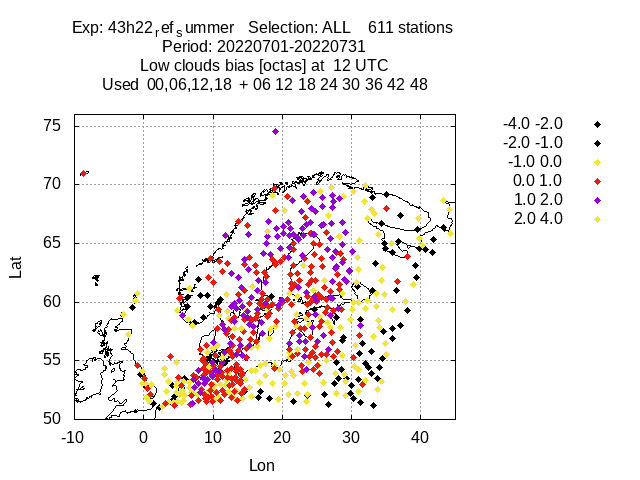 Exp: 43h22_ref_summer Selection: ALL 611 stations
Period: 20220701-20220731
Low clouds bias [octas] at 12 UTC
Used 00,06,12,18 + 06 12 18 24 30 36 42 48
-4.0 -2.0
-2.0 -1.0
-1.0 0.0
0.0 1.0
1.0 2.0
2.0 4.0
75
70
65
60
55
50
Lat
-10 0 10 20 30 40
Lon